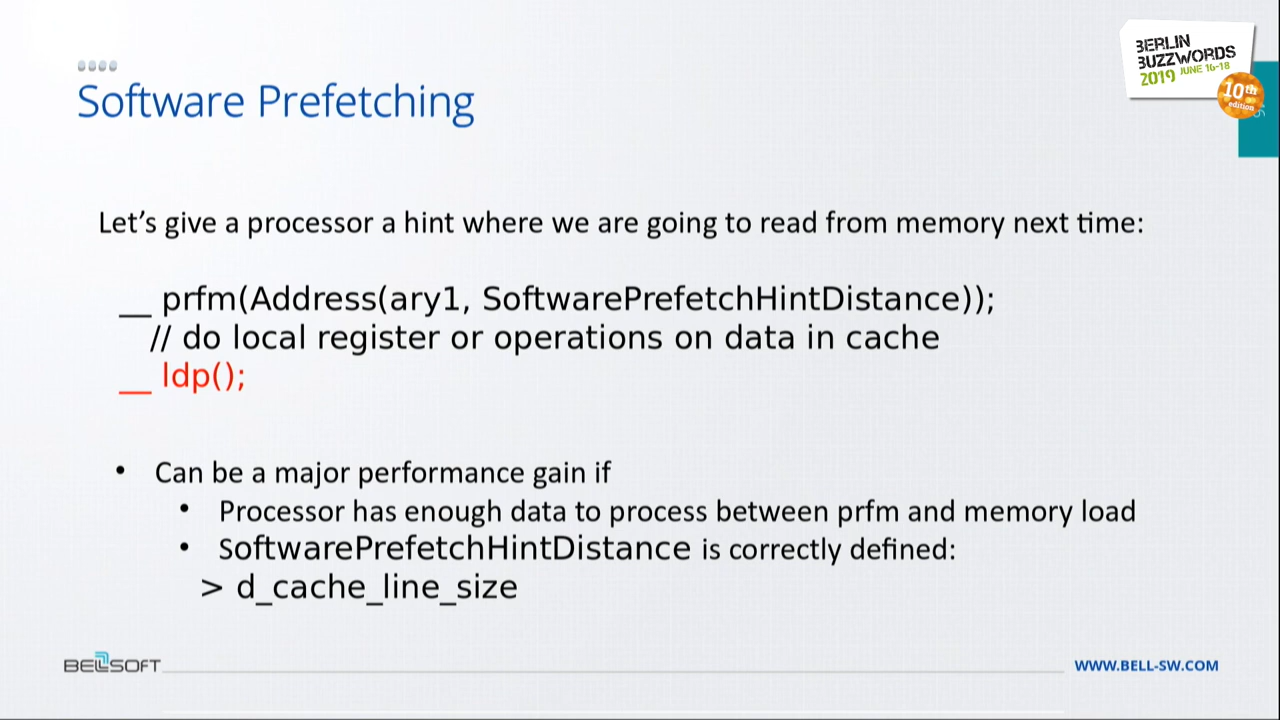 BERLIN
BUZZWORDS
2019 JUNE 16-18
10th
edition
Software Prefetching
Let’s give a processor a hint where we are going to read from memory next time:
__ prfm(Address(ary1, SoftwarePrefetchHintDistance));
// do local register or operations on data in cache
__ ldp();
• Can be a major performance gain if
• Processor has enough data to process between prfm and memory load
• SoftwarePrefetchHintDistance is correctly defined:
> d_cache_line_size
BELLSOFT
WWW.BELL-SW.COM